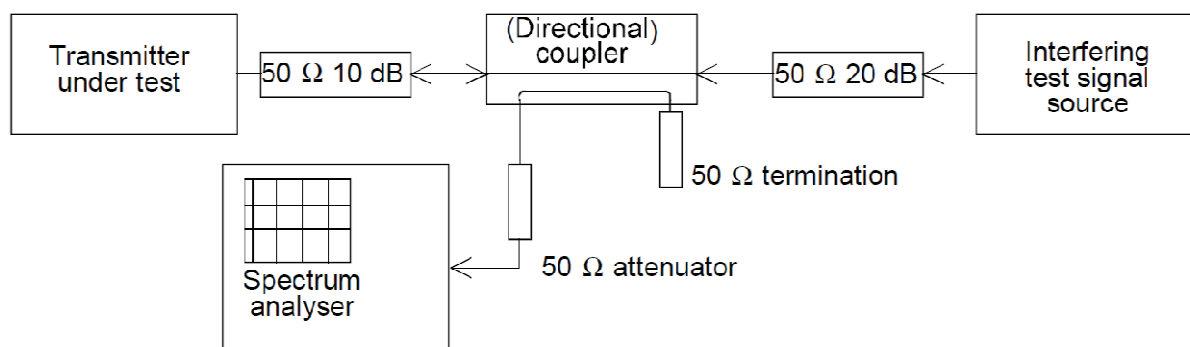 Transmitter
under test
50 Ω 10 dB
(Directional)
coupler
50 Ω 20 dB
Interfering
test signal
source
50 Ω termination
50 Ω attenuator
Spectrum
analyser